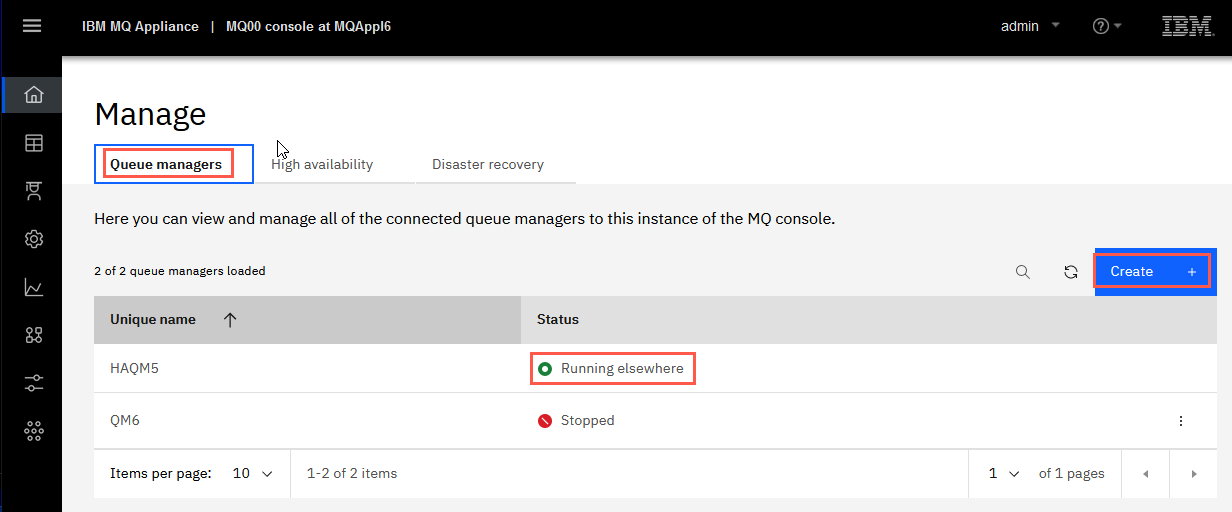 IBM MQ Appliance | MQ00 console at MQAppl6 admin IBM
Manage
Queue managers High availability Disaster recovery
Here you can view and manage all of the connected queue managers to this instance of the MQ console.
2 of 2 queue managers loaded Create +
Unique name Status
HAQM5 Running elsewhere
QM6 Stopped
Items per page: 10 1-2 of 2 items 1 of 1 pages